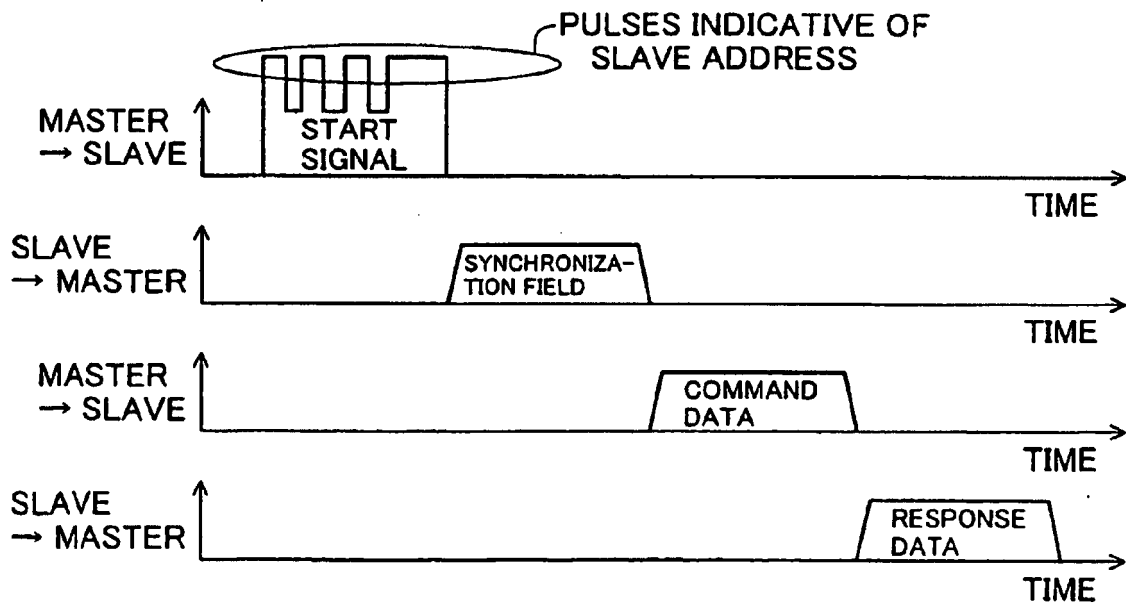 PULSES INDICATIVE OF
SLAVE ADDRESS
MASTER
→ SLAVE
START
SIGNAL
TIME
SLAVE
→ MASTER
SYNCHRONIZA-
TION FIELD
TIME
MASTER
→ SLAVE
COMMAND
DATA
TIME
SLAVE
→ MASTER
RESPONSE
DATA
TIME